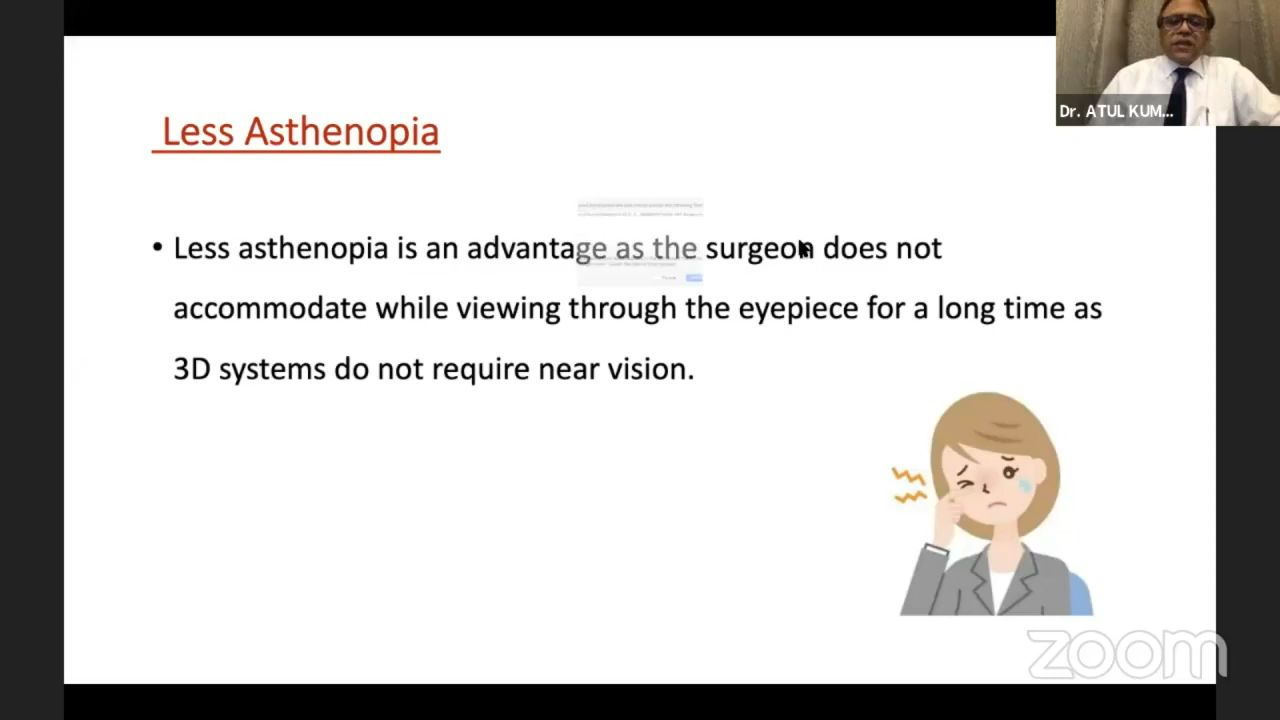 Dr. ATUL KUM...
Less Asthenopia
• Less asthenopia is an advantage as the surgeon does not
accommodate while viewing through the eyepiece for a long time as
3D systems do not require near vision.
zoom